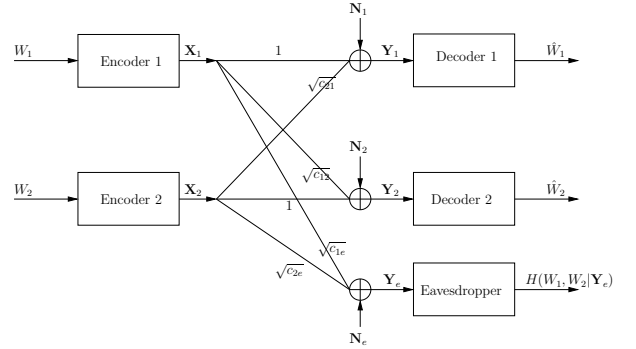 N₁
W₁ Encoder 1 X₁ 1 Y₁ Decoder 1 Ŵ₁
√c₂₁
N₂
√c₁₂
W₂ Encoder 2 X₂ 1 Y₂ Decoder 2 Ŵ₂
√c₁ₑ
√c₂ₑ
Yₑ Eavesdropper H(W₁, W₂|Yₑ)
Nₑ